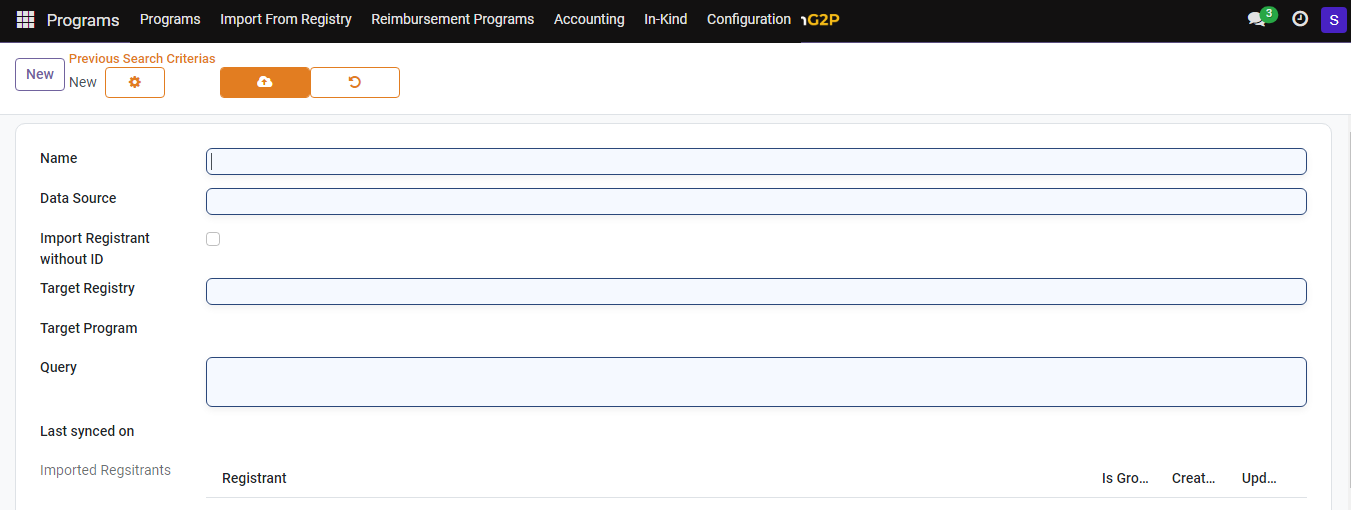 Programs Programs Import From Registry Reimbursement Programs Accounting In-Kind Configuration G2P 3 S
New
Previous Search Criterias
New
Name
Data Source
Import Registrant
without ID
Target Registry
Target Program
Query
Last synced on
Imported Regsitrants
Registrant Is Gro... Creat... Upd...